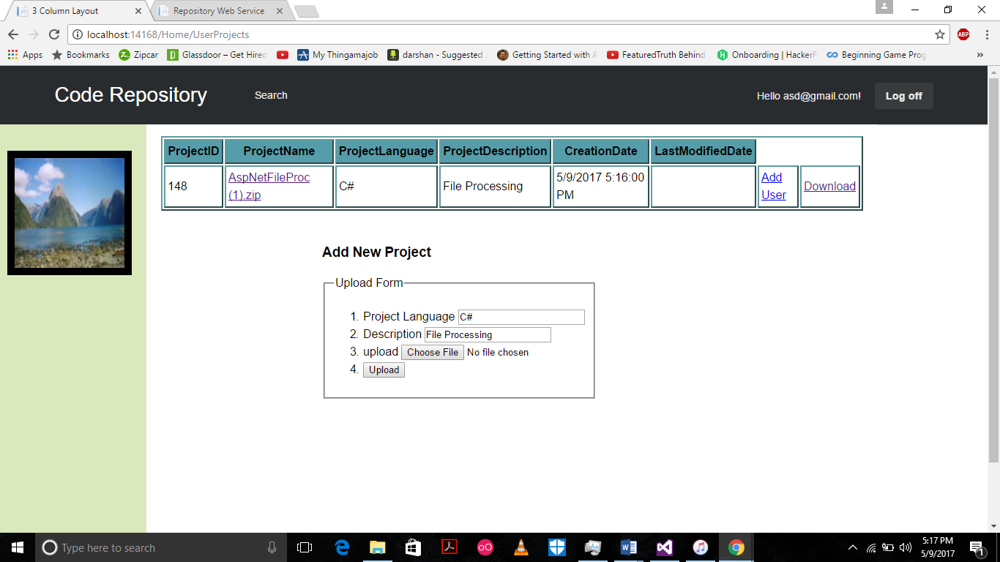 3 Column Layout
Repository Web Service
localhost:14168/Home/UserProjects
ABP
Apps
Bookmarks
Zipcar
Glassdoor – Get Hired
My Thingamajob
darshan - Suggested
Getting Started with A
FeaturedTruth Behind
Onboarding | HackerR
Beginning Game Prog
»
Code Repository
Search
Hello asd@gmail.com!
Log off
ProjectID ProjectName ProjectLanguage ProjectDescription CreationDate LastModifiedDate
148
AspNetFileProc
(1).zip
C#
File Processing
5/9/2017 5:16:00
PM
Add
User
Download
Add New Project
Upload Form
1. Project Language C#
2. Description File Processing
3. upload Choose File No file chosen
4. Upload
Type here to search
5:17 PM
5/9/2017
1